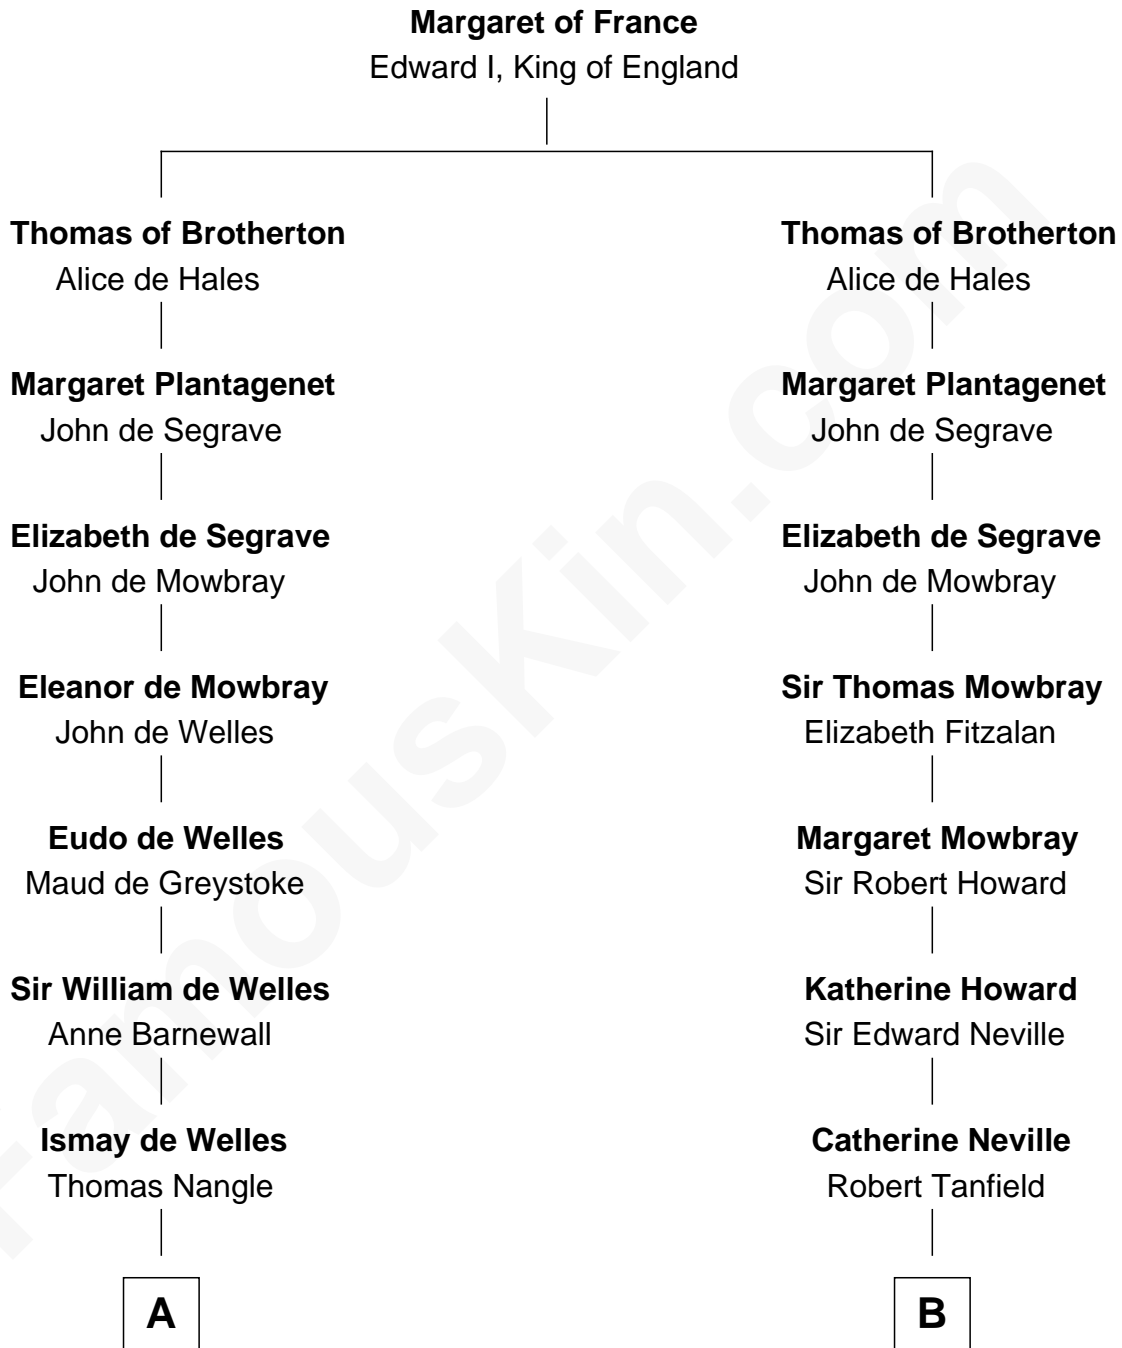 Margaret of France
Edward I, King of England
Thomas of Brotherton
Alice de Hales
Thomas of Brotherton
Alice de Hales
Margaret Plantagenet
John de Segrave
Margaret Plantagenet
John de Segrave
Elizabeth de Segrave
John de Mowbray
Elizabeth de Segrave
John de Mowbray
Eleanor de Mowbray
John de Welles
Sir Thomas Mowbray
Elizabeth Fitzalan
Eudo de Welles
Maud de Greystoke
Margaret Mowbray
Sir Robert Howard
Sir William de Welles
Anne Barnewall
Katherine Howard
Sir Edward Neville
Ismay de Welles
Thomas Nangle
Catherine Neville
Robert Tanfield
A
B
FamousKin.com